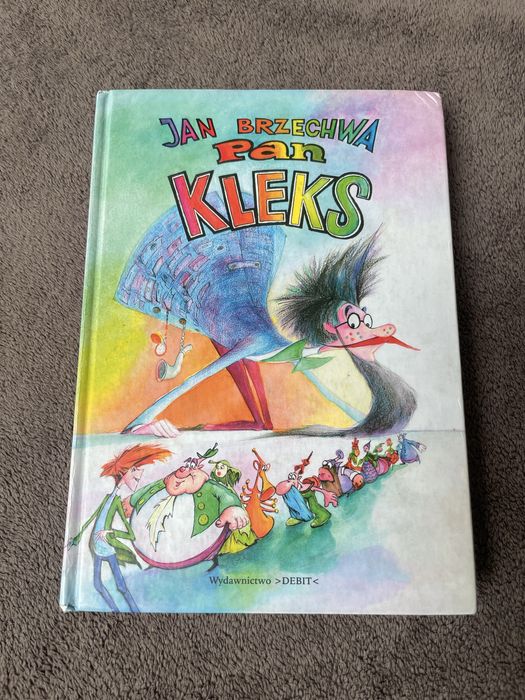 JAN BRZECHWA
Pan
KLEKS
Wydawnictwo >DEBIT<